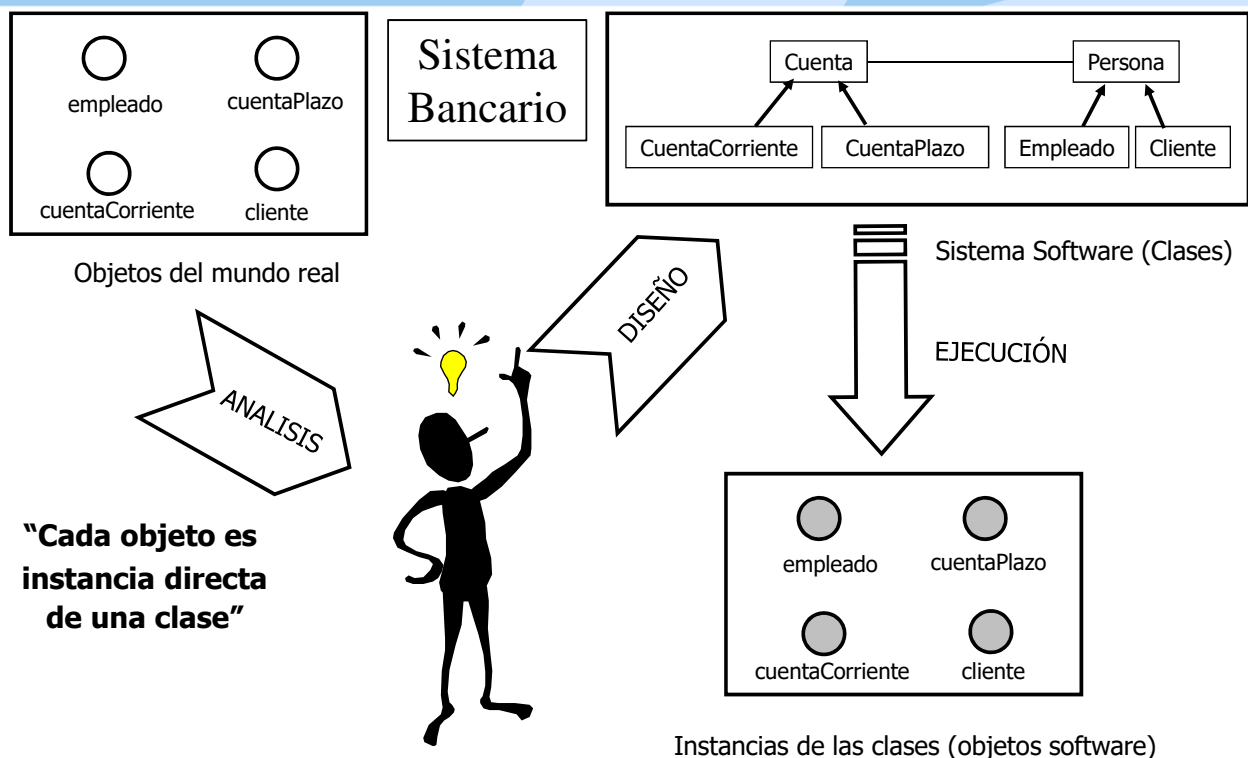 empleado
cuentaPlazo
cuentaCorriente
cliente
Objetos del mundo real
Sistema
Bancario
Cuenta
Persona
CuentaCorriente
CuentaPlazo
Empleado
Cliente
Sistema Software (Clases)
DISEÑO
EJECUCIÓN
ANALISIS
“Cada objeto es
instancia directa
de una clase”
empleado
cuentaPlazo
cuentaCorriente
cliente
Instancias de las clases (objetos software)